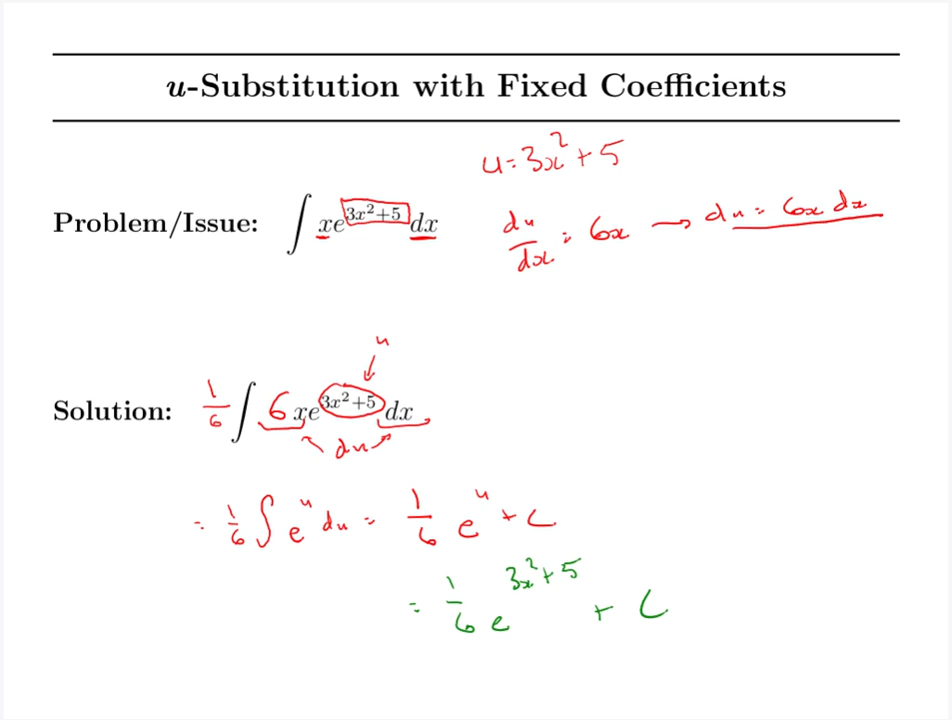 u-Substitution with Fixed Coefficients
u = 3x² + 5
Problem/Issue: ∫ xe^{3x²+5} dx
du/dx = 6x → du = 6x dx
u
Solution: 1/6 ∫ 6xe^{3x²+5} dx
du
= 1/6 ∫ e^u du = 1/6 e^u + C
= 1/6 e^{3x²+5} + C